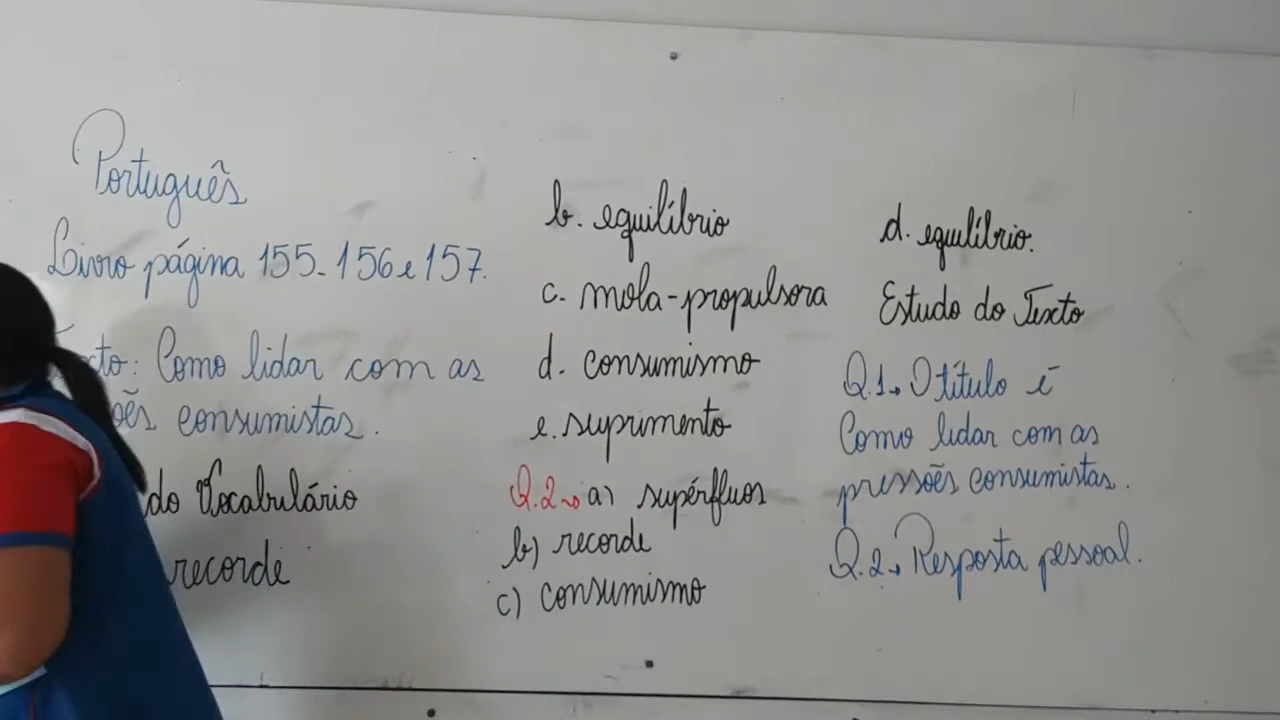 Português
Livro página 155-156 e 157.
: Como lidar com as
consumistas.
do Vocabulário
recorde
b. equilíbrio
c. mola-propulsora
d. consumismo
e. suprimento
Q.2→ a) supérfluos
b) recorde
c) consumismo
d. equilíbrio.
Estudo do Texto
Q.1→ O título é
Como lidar com as
pressões consumistas.
Q.2→ Resposta pessoal.